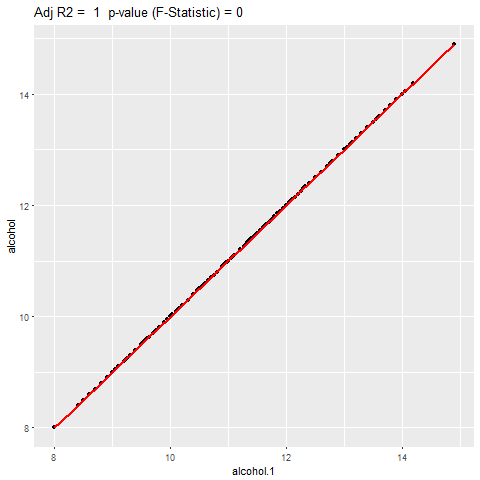 Adj R2 =  1  p-value (F-Statistic) = 0
14
12
10
8
alcohol
8
10
12
14
alcohol.1